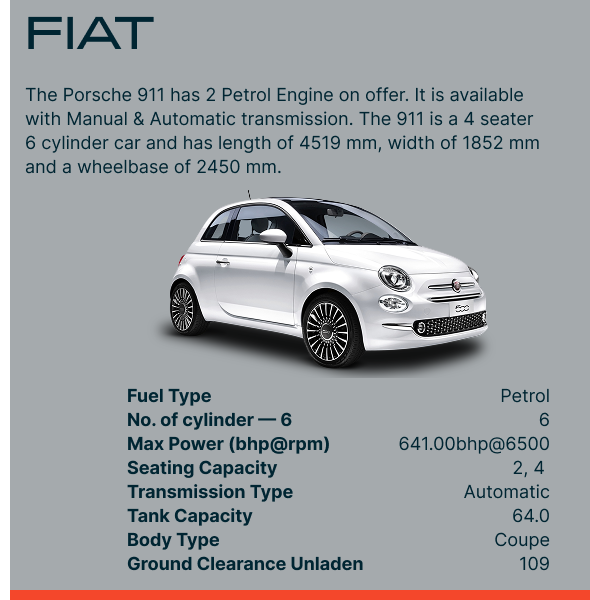 FIAT
The Porsche 911 has 2 Petrol Engine on offer. It is available
with Manual & Automatic transmission. The 911 is a 4 seater
6 cylinder car and has length of 4519 mm, width of 1852 mm
and a wheelbase of 2450 mm.
500
Fuel Type Petrol
No. of cylinder — 6 6
Max Power (bhp@rpm) 641.00bhp@6500
Seating Capacity 2, 4
Transmission Type Automatic
Tank Capacity 64.0
Body Type Coupe
Ground Clearance Unladen 109